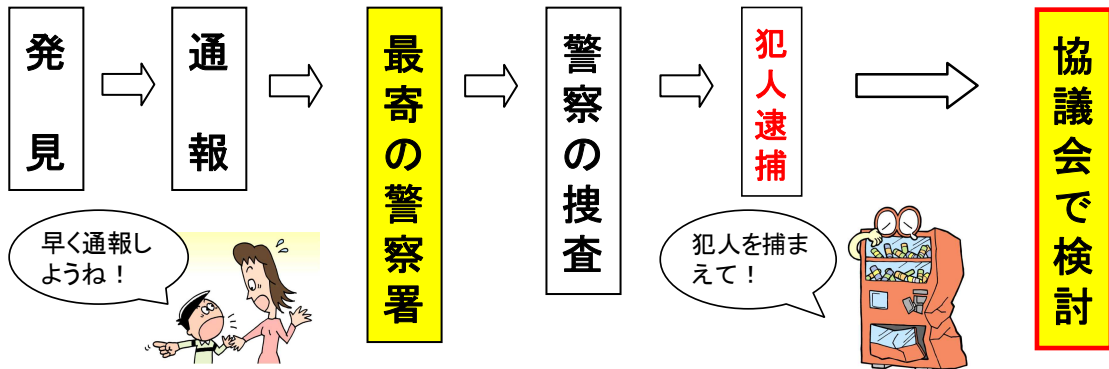 発見
通報
最寄の警察署
警察の捜査
犯人逮捕
協議会で検討
早く通報し
ようね！
犯人を捕ま
えて！